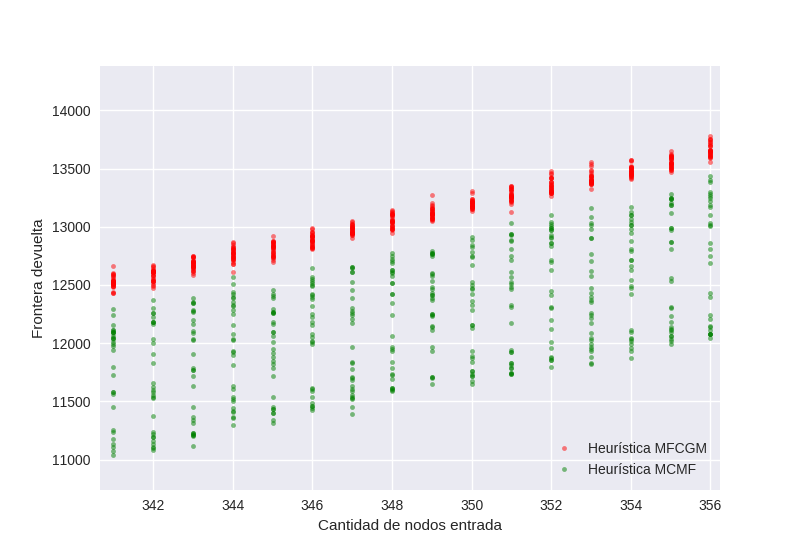 14000
13500
13000
12500
12000
11500
11000
Frontera devuelta
342 344 346 348 350 352 354 356
Cantidad de nodos entrada
Heurística MFCGM
Heurística MCMF